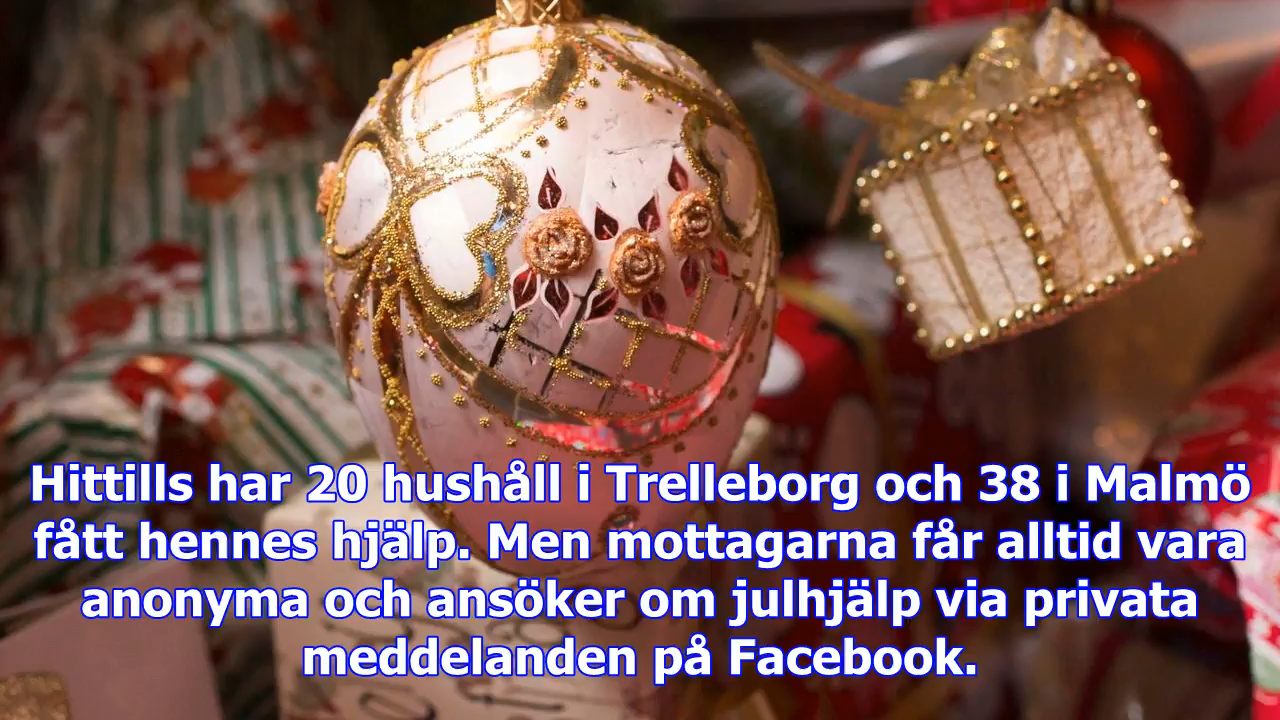 Hittills har 20 hushåll i Trelleborg och 38 i Malmö
fått hennes hjälp. Men mottagarna får alltid vara
anonyma och ansöker om julhjälp via privata
meddelanden på Facebook.